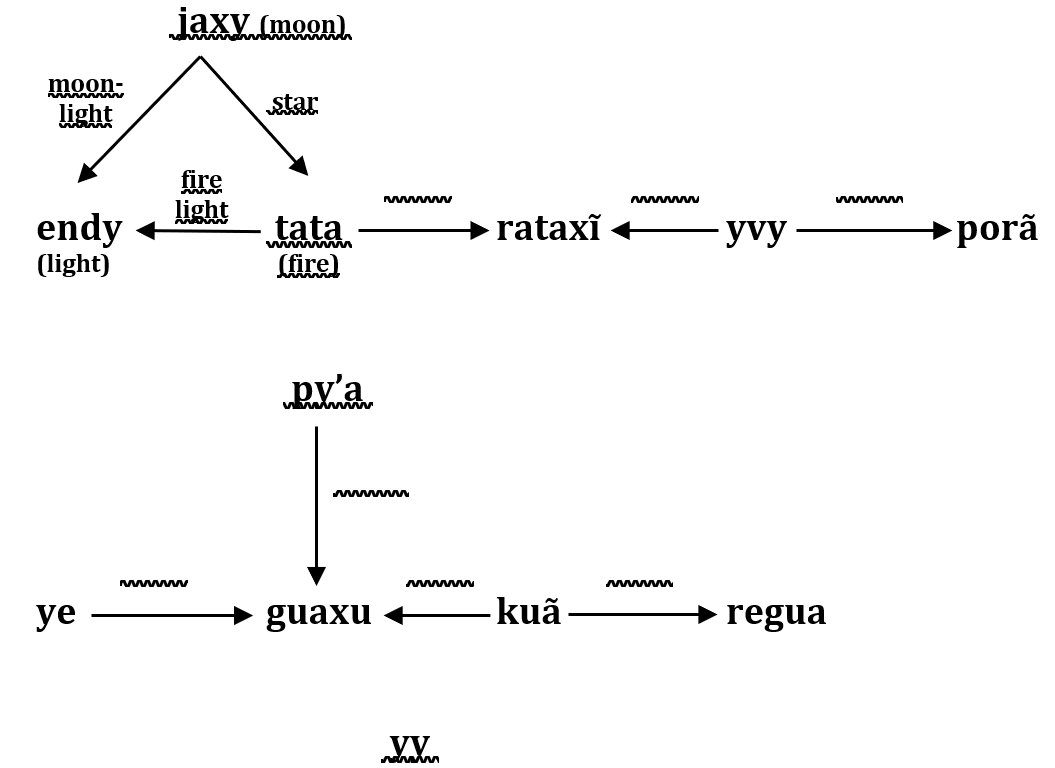 jaxy (moon)
moon-
light
star
fire
light
endy tata rataxĩ yvy porã
(light) (fire)
py’a
ye guaxu kuã regua
yy